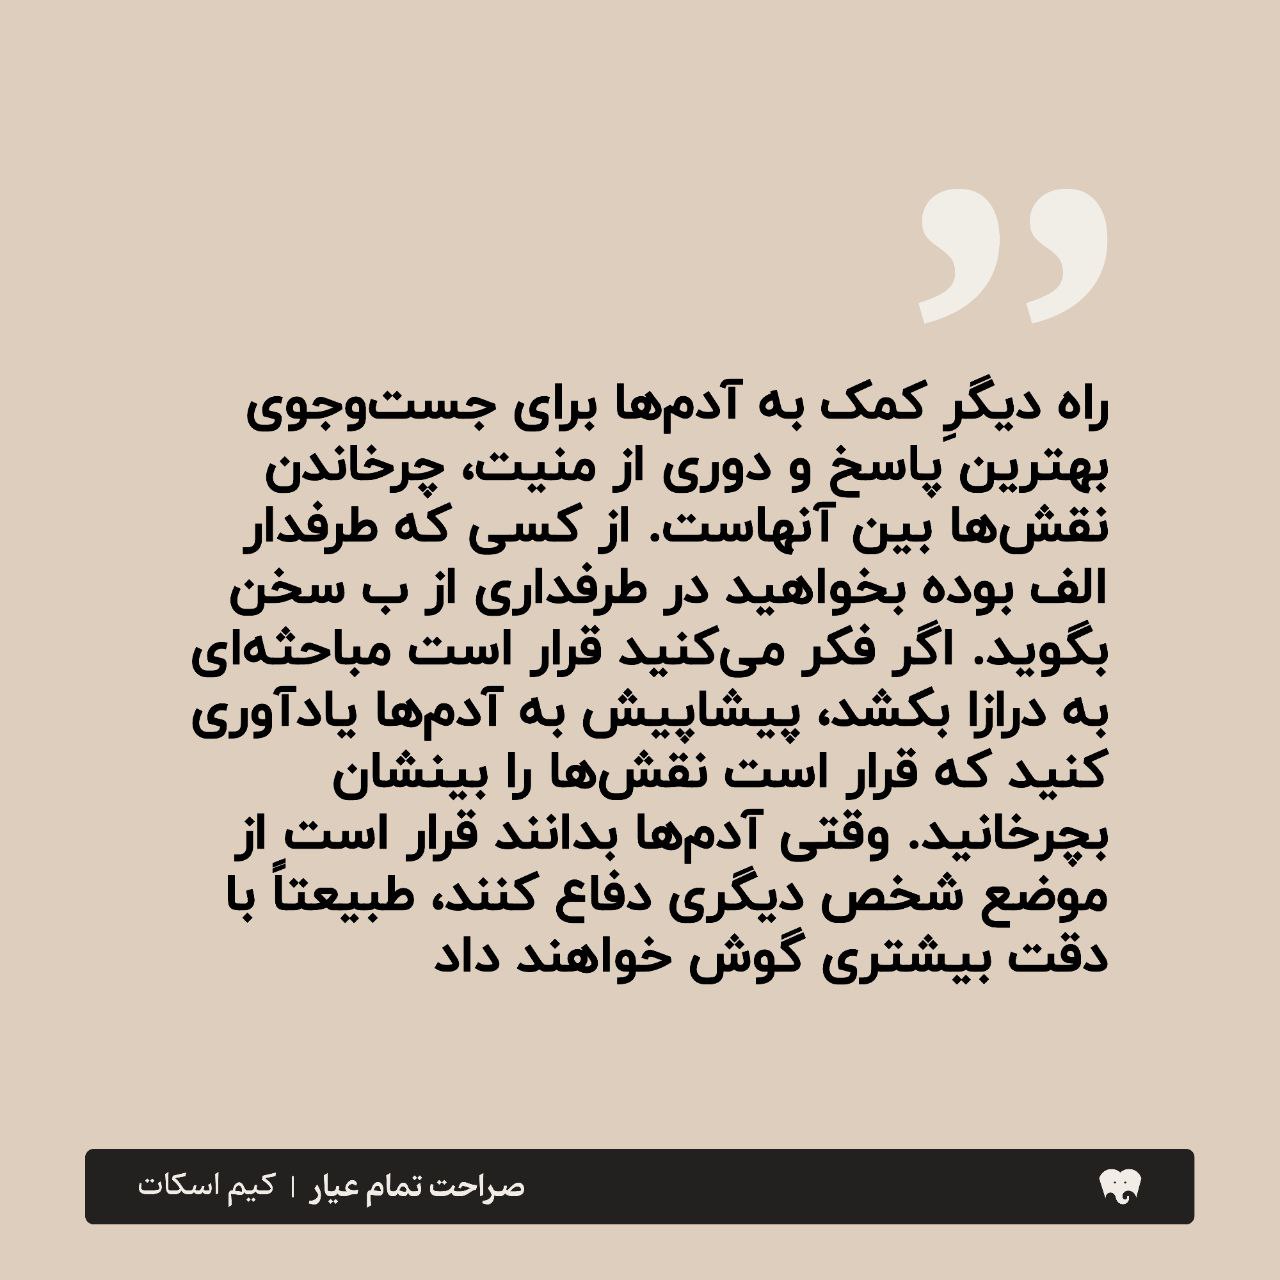 راه دیگرِ کمک به آدم‌ها برای جست‌وجوی
بهترین پاسخ و دوری از منیت، چرخاندن
نقش‌ها بین آنهاست. از کسی که طرفدار
الف بوده بخواهید در طرفداری از ب سخن
بگوید. اگر فکر می‌کنید قرار است مباحثه‌ای
به درازا بکشد، پیشاپیش به آدم‌ها یادآوری
کنید که قرار است نقش‌ها را بینشان
بچرخانید. وقتی آدم‌ها بدانند قرار است از
موضع شخص دیگری دفاع کنند، طبیعتاً با
دقت بیشتری گوش خواهند داد
صراحت تمام عیار | کیم اسکات